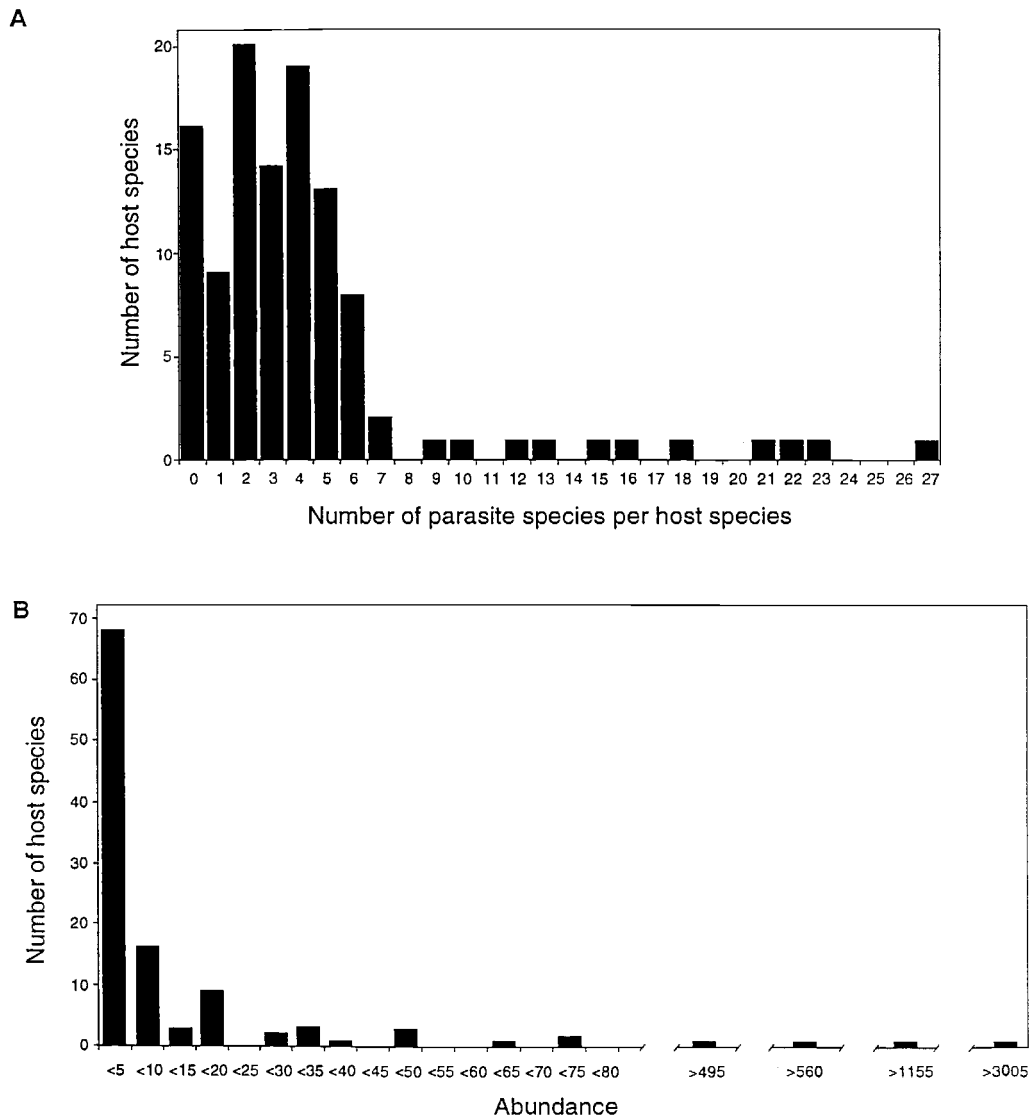 A
Number of host species
20
15
10
5
0
0 1 2 3 4 5 6 7 8 9 10 11 12 13 14 15 16 17 18 19 20 21 22 23 24 25 26 27
Number of parasite species per host species
B
Number of host species
70
60
50
40
30
20
10
0
<5 <10 <15 <20 <25 <30 <35 <40 <45 <50 <55 <60 <65 <70 <75 <80 >495 >560 >1155 >3005
Abundance